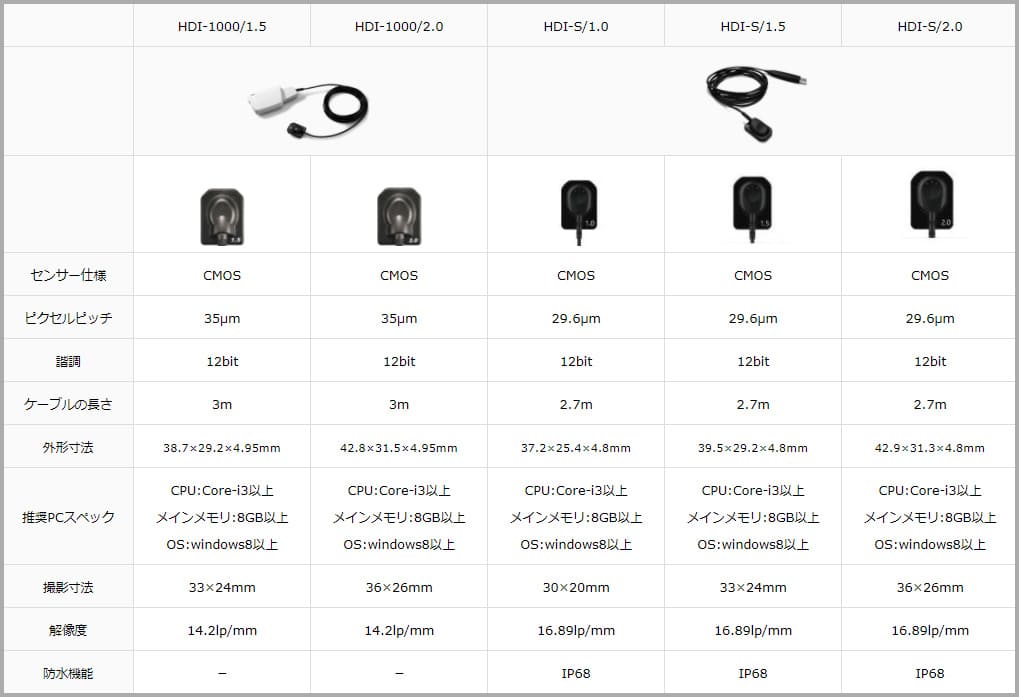 HDI-1000/1.5 HDI-1000/2.0 HDI-S/1.0 HDI-S/1.5 HDI-S/2.0
1.5 2.0 1.0 1.5 2.0
センサー仕様 CMOS CMOS CMOS CMOS CMOS
ピクセルピッチ 35μm 35μm 29.6μm 29.6μm 29.6μm
諧調 12bit 12bit 12bit 12bit 12bit
ケーブルの長さ 3m 3m 2.7m 2.7m 2.7m
外形寸法 38.7×29.2×4.95mm 42.8×31.5×4.95mm 37.2×25.4×4.8mm 39.5×29.2×4.8mm 42.9×31.3×4.8mm
CPU:Core-i3以上 CPU:Core-i3以上 CPU:Core-i3以上 CPU:Core-i3以上 CPU:Core-i3以上
推奨PCスペック メインメモリ:8GB以上 メインメモリ:8GB以上 メインメモリ:8GB以上 メインメモリ:8GB以上 メインメモリ:8GB以上
OS:windows8以上 OS:windows8以上 OS:windows8以上 OS:windows8以上 OS:windows8以上
撮影寸法 33×24mm 36×26mm 30×20mm 33×24mm 36×26mm
解像度 14.2lp/mm 14.2lp/mm 16.89lp/mm 16.89lp/mm 16.89lp/mm
防水機能 － － IP68 IP68 IP68